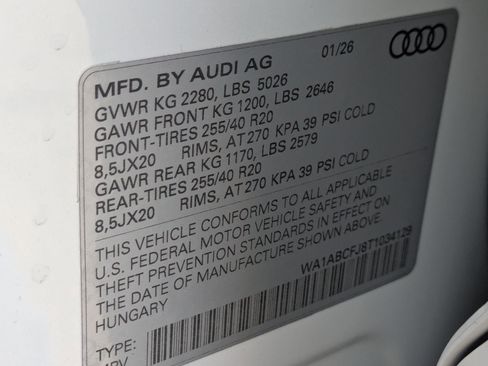 01/26
MFD. BY AUDI AG
GVWR KG 2280, LBS 5026
GAWR FRONT KG 1200, LBS 2646
FRONT-TIRES 255/40 R20
8,5JX20 RIMS, AT 270 KPA 39 PSI COLD
GAWR REAR KG 1170, LBS 2579
REAR-TIRES 255/40 R20
8,5JX20 RIMS, AT 270 KPA 39 PSI COLD
THIS VEHICLE CONFORMS TO ALL APPLICABLE
U.S. FEDERAL MOTOR VEHICLE SAFETY AND
THEFT PREVENTION STANDARDS IN EFFECT ON
THE DATE OF MANUFACTURE SHOWN ABOVE
HUNGARY
WA1ABCFJ8T1034129
TYPE:
MPV